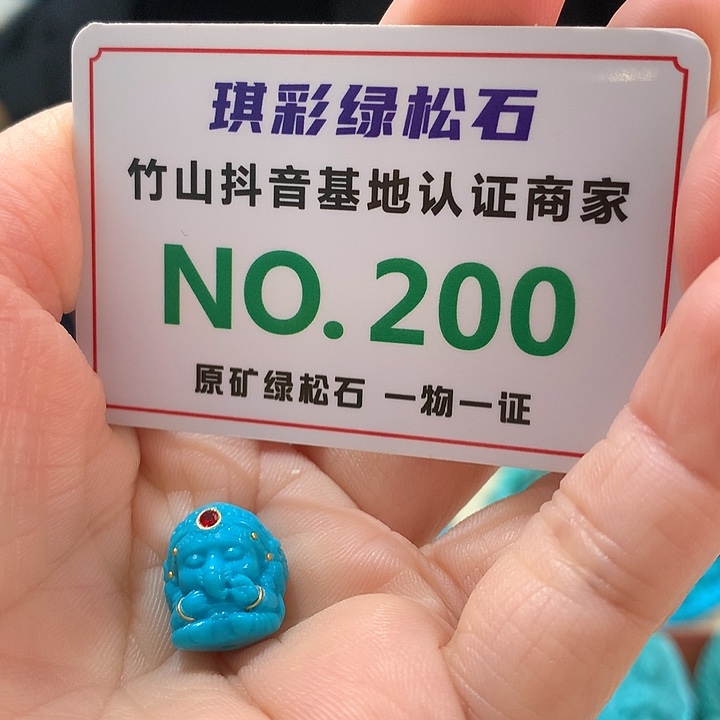 琪彩绿松石
竹山抖音基地认证商家
NO.200
原矿绿松石 一物一证